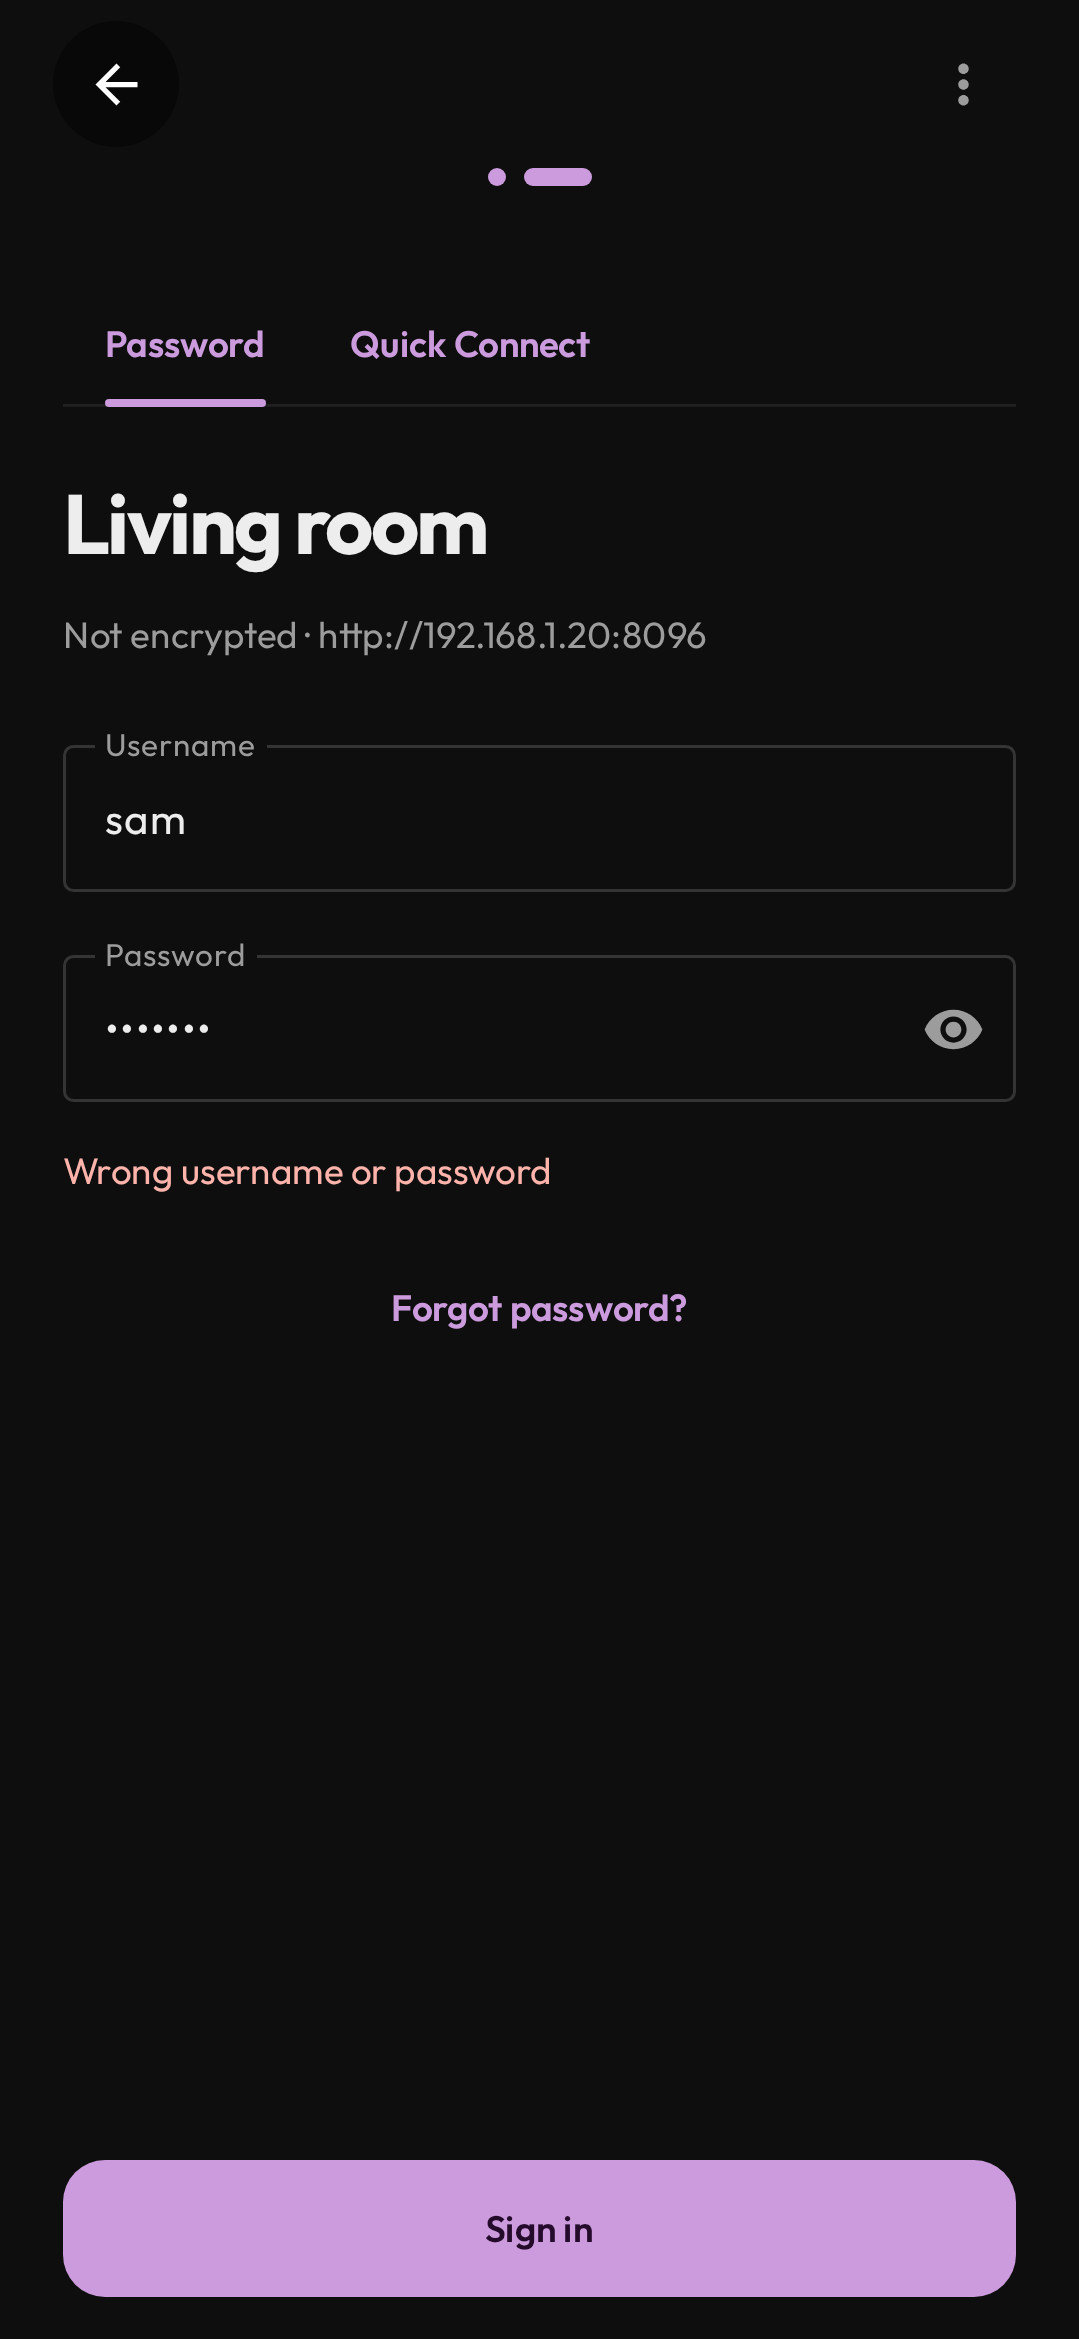 Password
Quick Connect
Living room
Not encrypted · http://192.168.1.20:8096
Username
sam
Password
•••••••
Wrong username or password
Forgot password?
Sign in